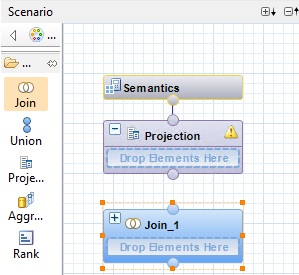 Scenario
...
Join
Union
Proje...
Aggr...
Rank
Semantics
Projection
Drop Elements Here
Join_1
Drop Elements Here